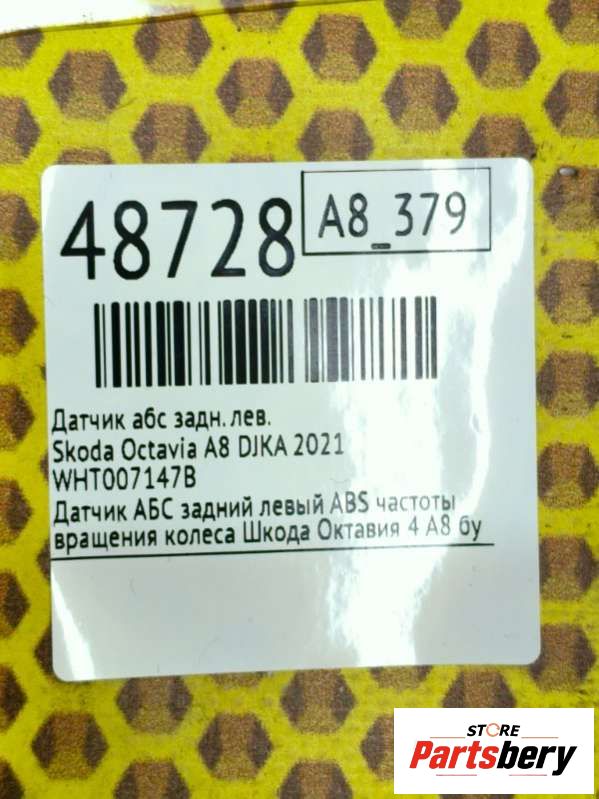 48728
A8_379
Датчик абс задн. лев.
Skoda Octavia A8 DJKA 2021
WHT007147B
Датчик АБС задний левый ABS частоты
вращения колеса Шкода Октавия 4 А8 бу
STORE
Partsbery